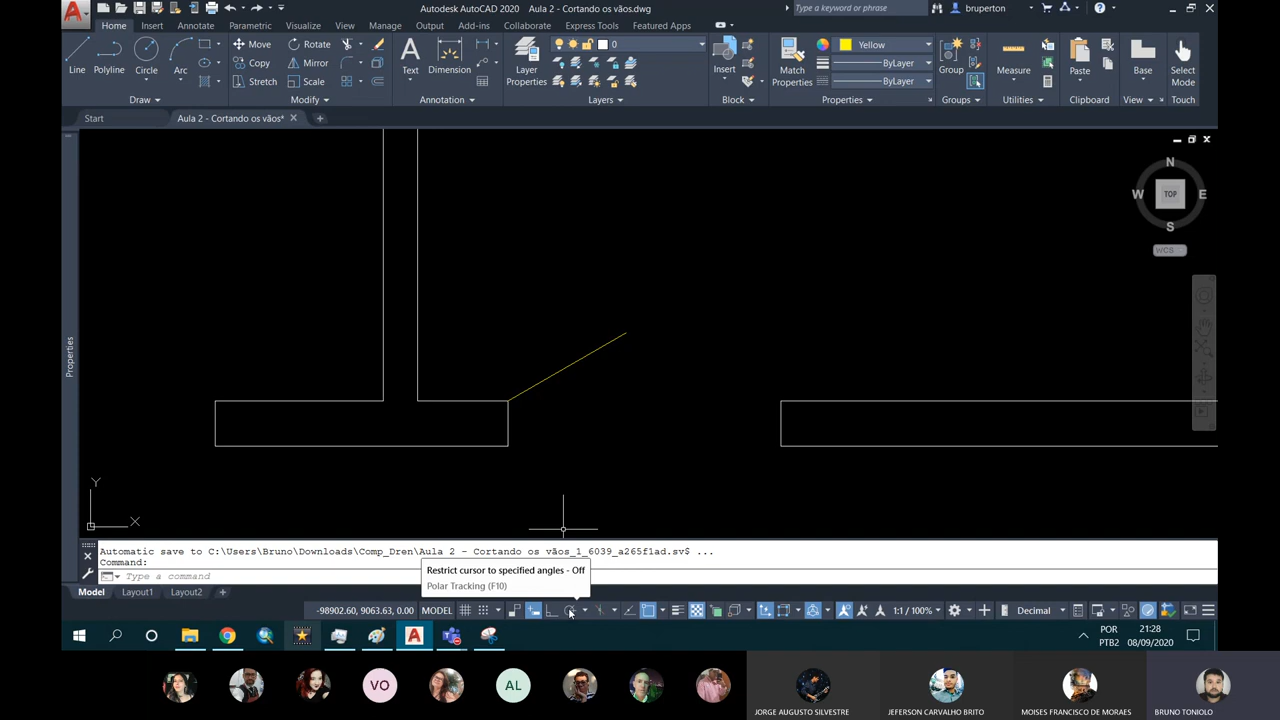 Autodesk AutoCAD 2020 Aula 2 - Cortando os vãos.dwg
Type a keyword or phrase
bruperton
Home Insert Annotate Parametric Visualize View Manage Output Add-ins Collaborate Express Tools Featured Apps
Line Polyline Circle Arc
Move Rotate
Copy Mirror
Stretch Scale
Text Dimension
Layer Properties
0
Insert
Match Properties
Yellow
ByLayer
ByLayer
Group
Measure
Paste
Base
Select Mode
Draw Modify Annotation Layers Block Properties Groups Utilities Clipboard View Touch
Start Aula 2 - Cortando os vãos*
N
W TOP E
S
WCS
Properties
Y
X
Automatic save to C:\Users\Bruno\Downloads\Comp_Dren\Aula 2 - Cortando os vãos_1_6039_a265f1ad.sv$ ...
Command:
Type a command
Restrict cursor to specified angles - Off
Polar Tracking (F10)
Model Layout1 Layout2
-98902.60, 9063.63, 0.00 MODEL 1:1 / 100% Decimal
POR 21:28
PTB2 08/09/2020
VO AL
JORGE AUGUSTO SILVESTRE JEFERSON CARVALHO BRITO MOISES FRANCISCO DE MORAES BRUNO TONIOLO